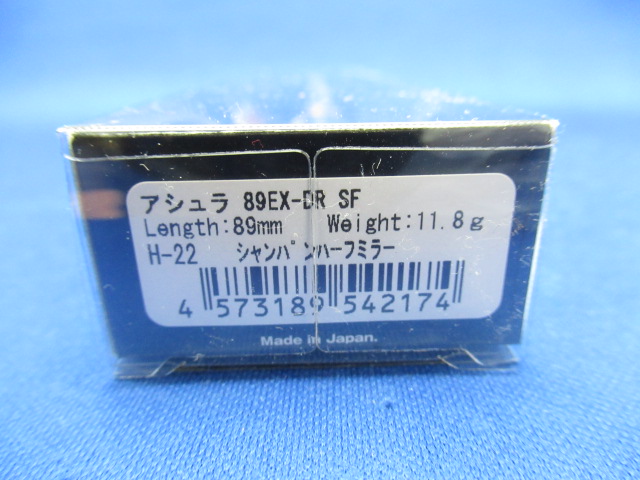 アシュラ 89EX-DR SF
Length:89mm Weight:11.8g
H-22 シャンパンハーフミラー
4 573189 542174
Made in Japan.